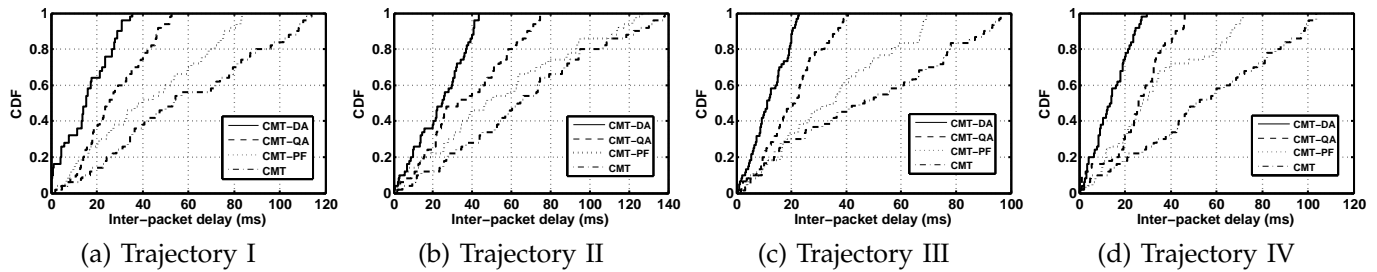 1
0.8
0.6
0.4
0.2
0
CDF
0 20 40 60 80 100 120
Inter-packet delay (ms)
CMT-DA
CMT-QA
CMT-PF
CMT
(a) Trajectory I
1
0.8
0.6
0.4
0.2
0
CDF
0 20 40 60 80 100 120 140
Inter-packet delay (ms)
CMT-DA
CMT-QA
CMT-PF
CMT
(b) Trajectory II
1
0.8
0.6
0.4
0.2
0
CDF
0 20 40 60 80 100
Inter-packet delay (ms)
CMT-DA
CMT-QA
CMT-PF
CMT
(c) Trajectory III
1
0.8
0.6
0.4
0.2
0
CDF
0 20 40 60 80 100 120
Inter-packet delay (ms)
CMT-DA
CMT-QA
CMT-PF
CMT
(d) Trajectory IV